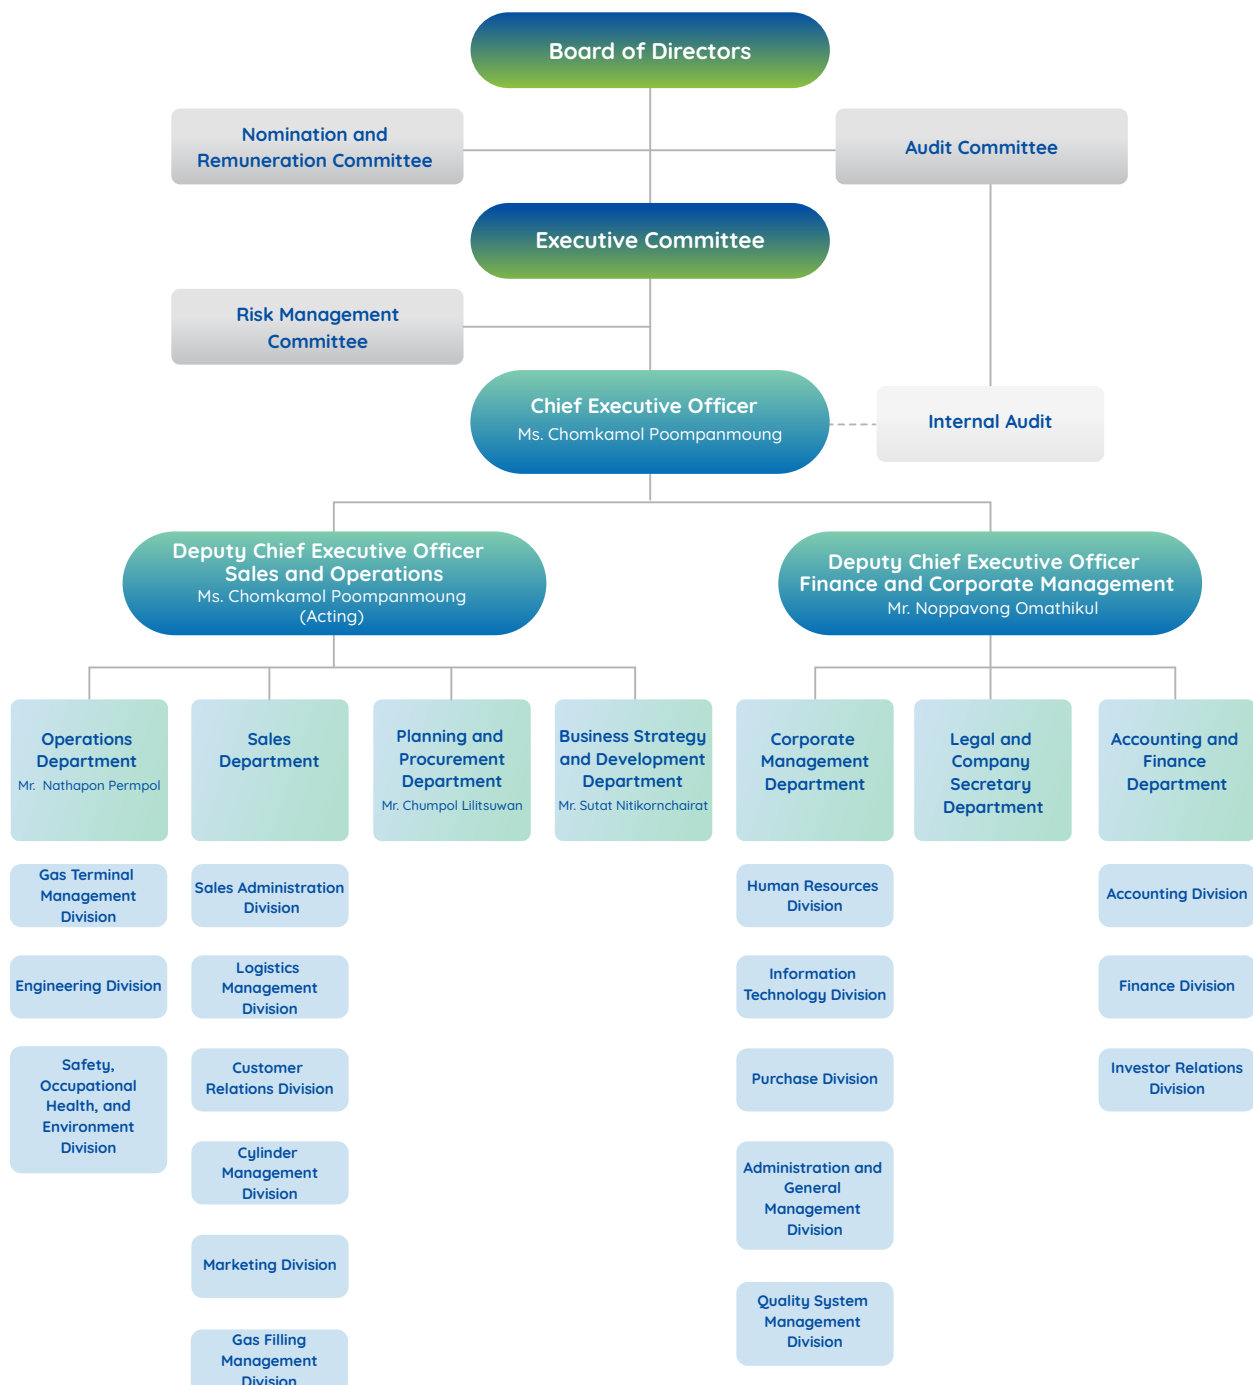 Board of Directors
Nomination and
Remuneration Committee
Audit Committee
Executive Committee
Risk Management
Committee
Chief Executive Officer
Ms. Chomkamol Poompanmoung
Internal Audit
Deputy Chief Executive Officer
Sales and Operations
Ms. Chomkamol Poompanmoung
(Acting)
Deputy Chief Executive Officer
Finance and Corporate Management
Mr. Noppavong Omathikul
Operations
Department
Mr. Nathapon Permpol
Sales
Department
Planning and
Procurement
Department
Mr. Chumpol Lilitsuwan
Business Strategy
and Development
Department
Mr. Sutat Nitikornchairat
Corporate
Management
Department
Legal and
Company
Secretary
Department
Accounting and
Finance
Department
Gas Terminal
Management
Division
Engineering Division
Safety,
Occupational
Health, and
Environment
Division
Sales Administration
Division
Logistics
Management
Division
Customer
Relations Division
Cylinder
Management
Division
Marketing Division
Gas Filling
Management
Division
Human Resources
Division
Information
Technology Division
Purchase Division
Administration and
General
Management
Division
Quality System
Management
Division
Accounting Division
Finance Division
Investor Relations
Division